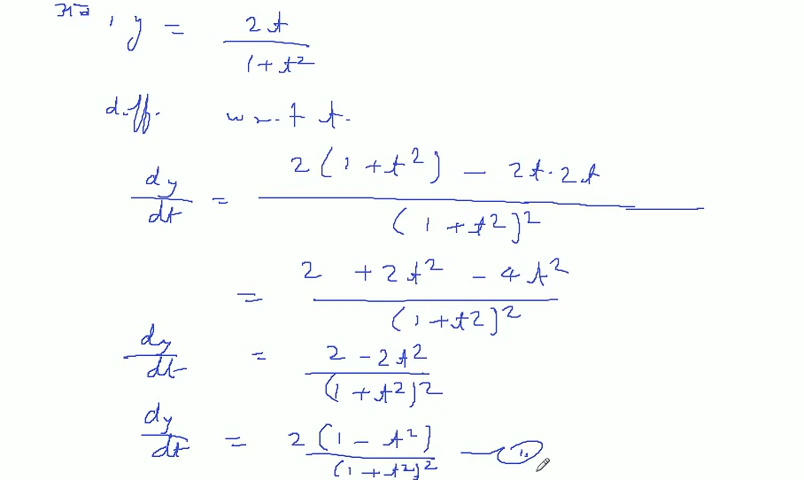 अब, y = 2t / 1+t²
diff. w.r.t t.
dy/dt = 2(1+t²) - 2t·2t / (1+t²)²
= 2 + 2t² - 4t² / (1+t2)²
dy/dt = 2 - 2t² / (1+t²)²
dy/dt = 2(1-t²) / (1+t²)² —